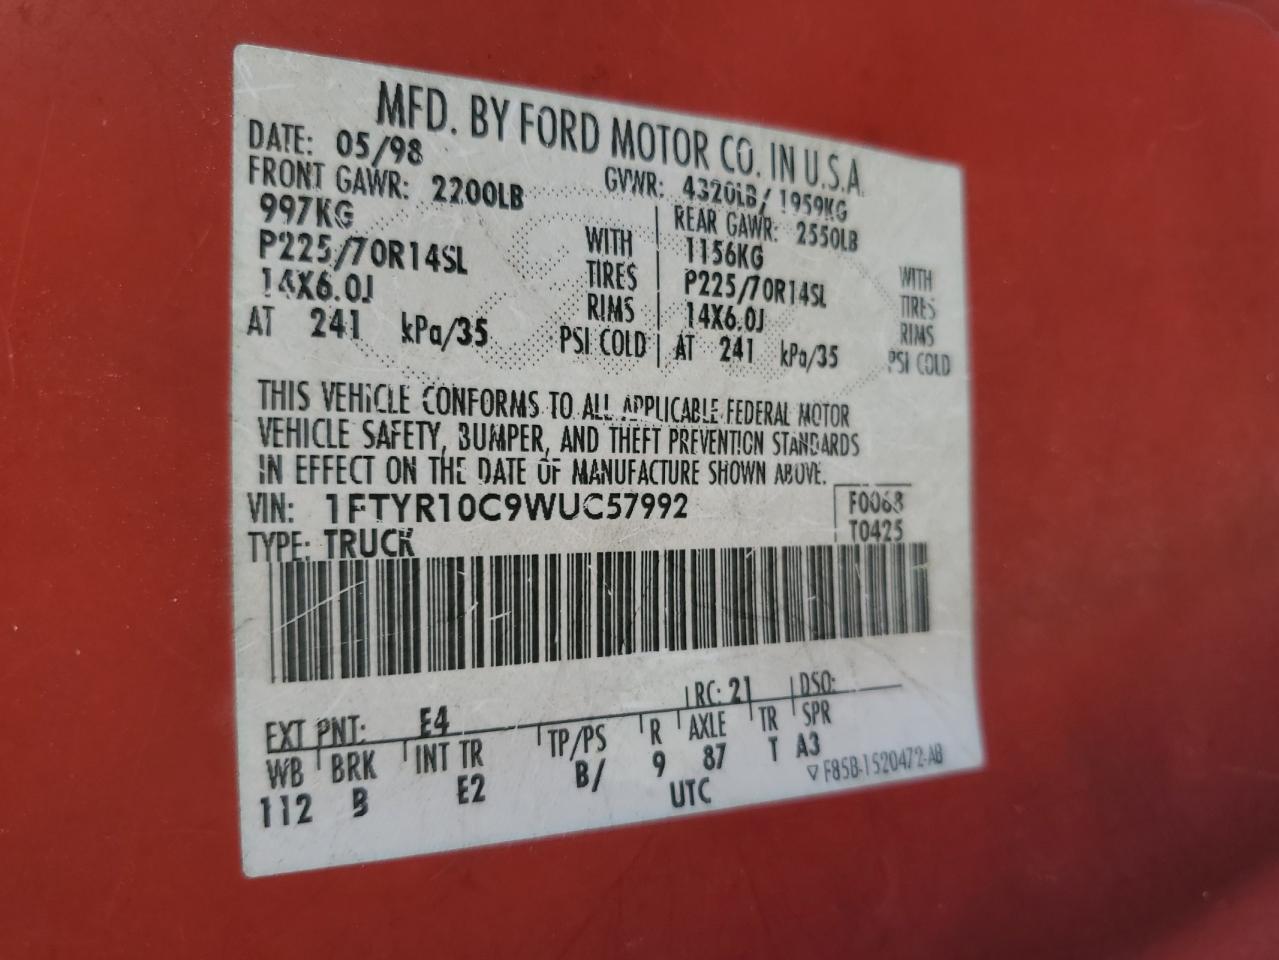 MFD. BY FORD MOTOR CO. IN U.S.A.
DATE: 05/98 GVWR: 4320LB/ 1959KG
FRONT GAWR: 2200LB REAR GAWR: 2550LB
997KG WITH 1156KG WITH
P225/70R14SL TIRES P225/70R14SL TIRES
14X6.0J RIMS 14X6.0J RIMS
AT 241 kPa/35 PSI COLD AT 241 kPa/35 PSI COLD
THIS VEHICLE CONFORMS TO ALL APPLICABLE FEDERAL MOTOR
VEHICLE SAFETY, BUMPER, AND THEFT PREVENTION STANDARDS
IN EFFECT ON THE DATE OF MANUFACTURE SHOWN ABOVE.
VIN: 1FTYR10C9WUC57992 F0068
TYPE: TRUCK T0425
EXT PNT: E4 RC: 21 DSO:
WB BRK INT TR TP/PS R AXLE TR SPR
112 B E2 B/ 9 87 T A3
UTC ▽F85B-1520472-AB